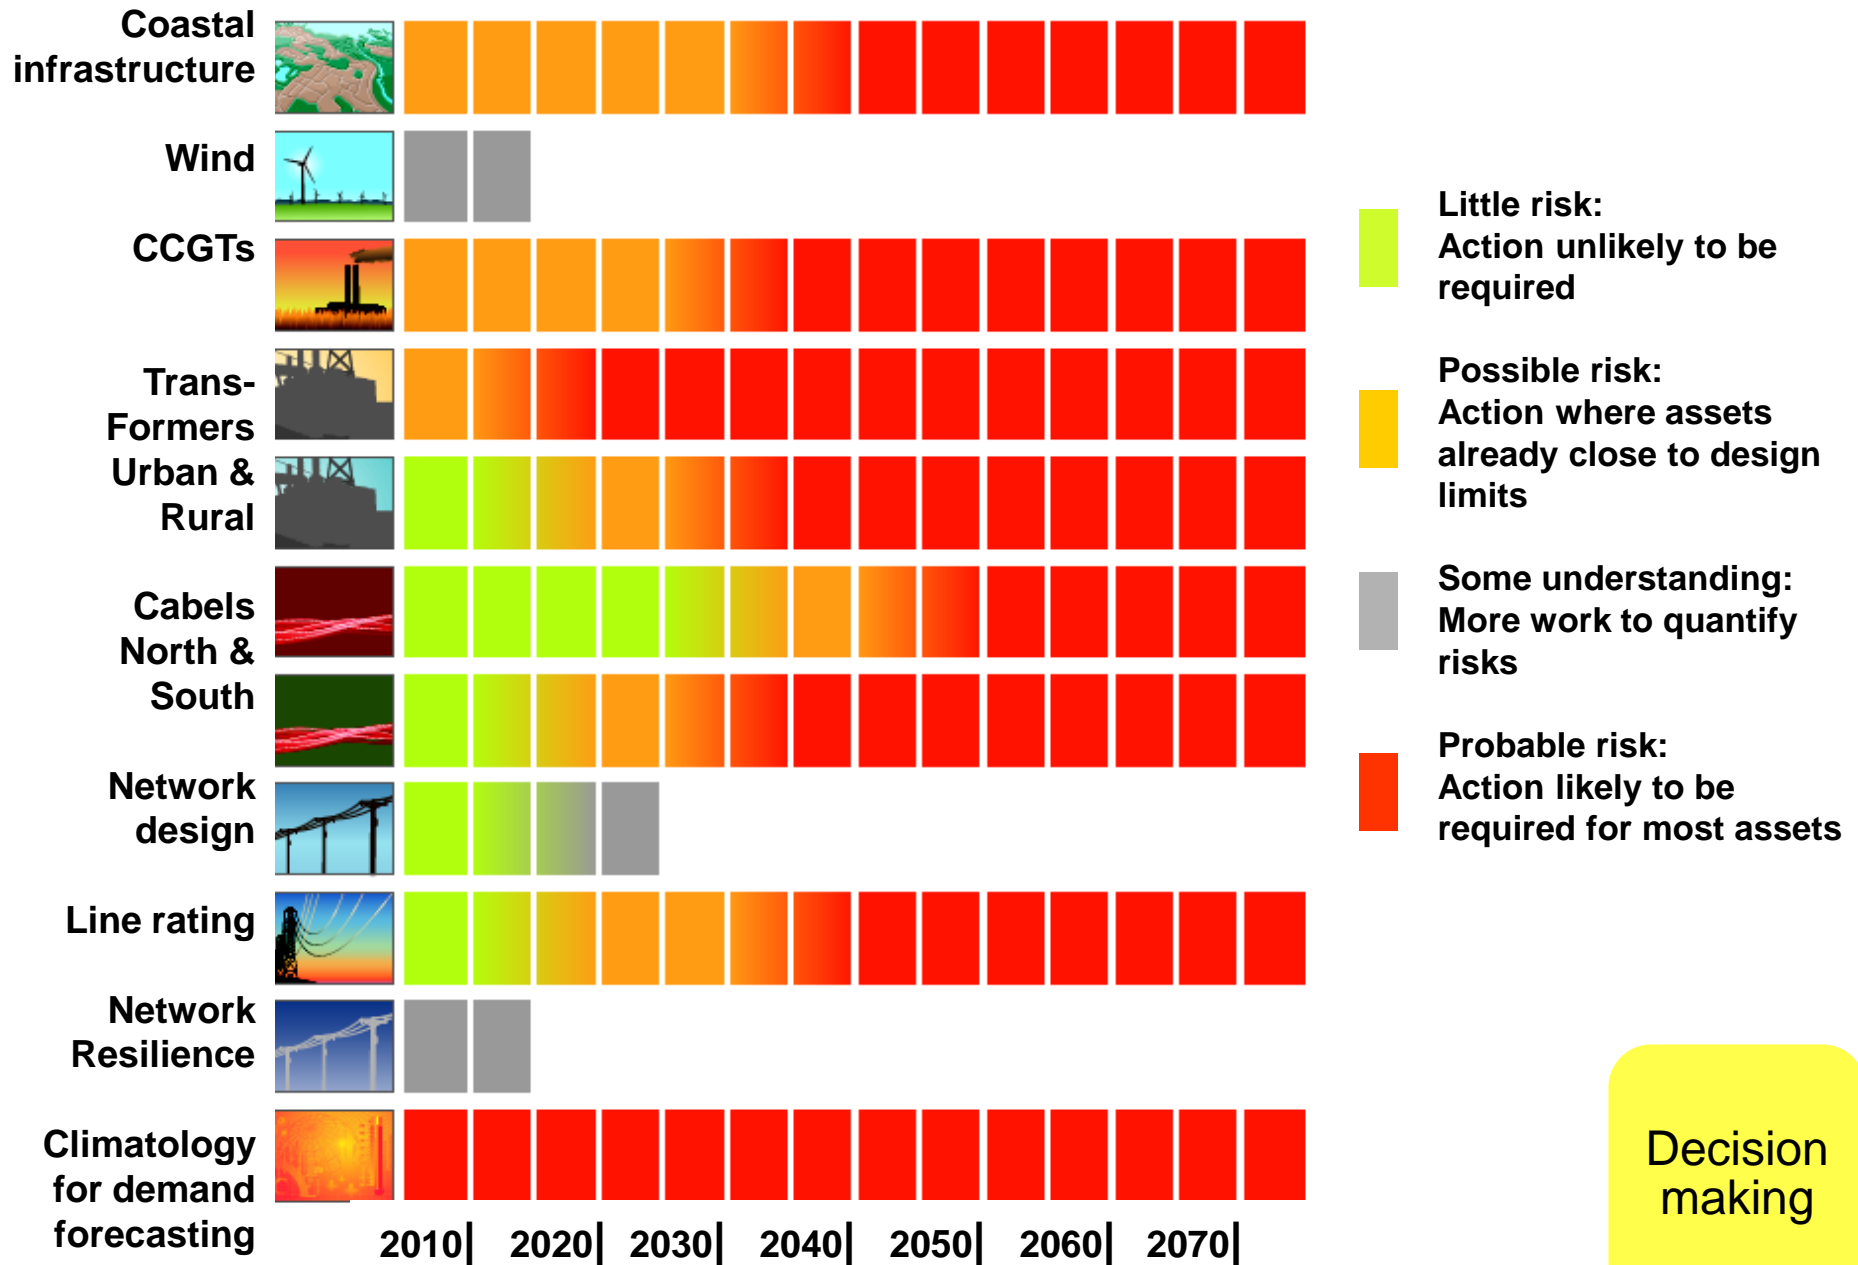 Coastal
infrastructure
Wind
CCGTs
Trans-
Formers
Urban &
Rural
Cabels
North &
South
Network
design
Line rating
Network
Resilience
Climatology
for demand
forecasting
2010| 2020| 2030| 2040| 2050| 2060| 2070|
Little risk:
Action unlikely to be
required
Possible risk:
Action where assets
already close to design
limits
Some understanding:
More work to quantify
risks
Probable risk:
Action likely to be
required for most assets
Decision
making